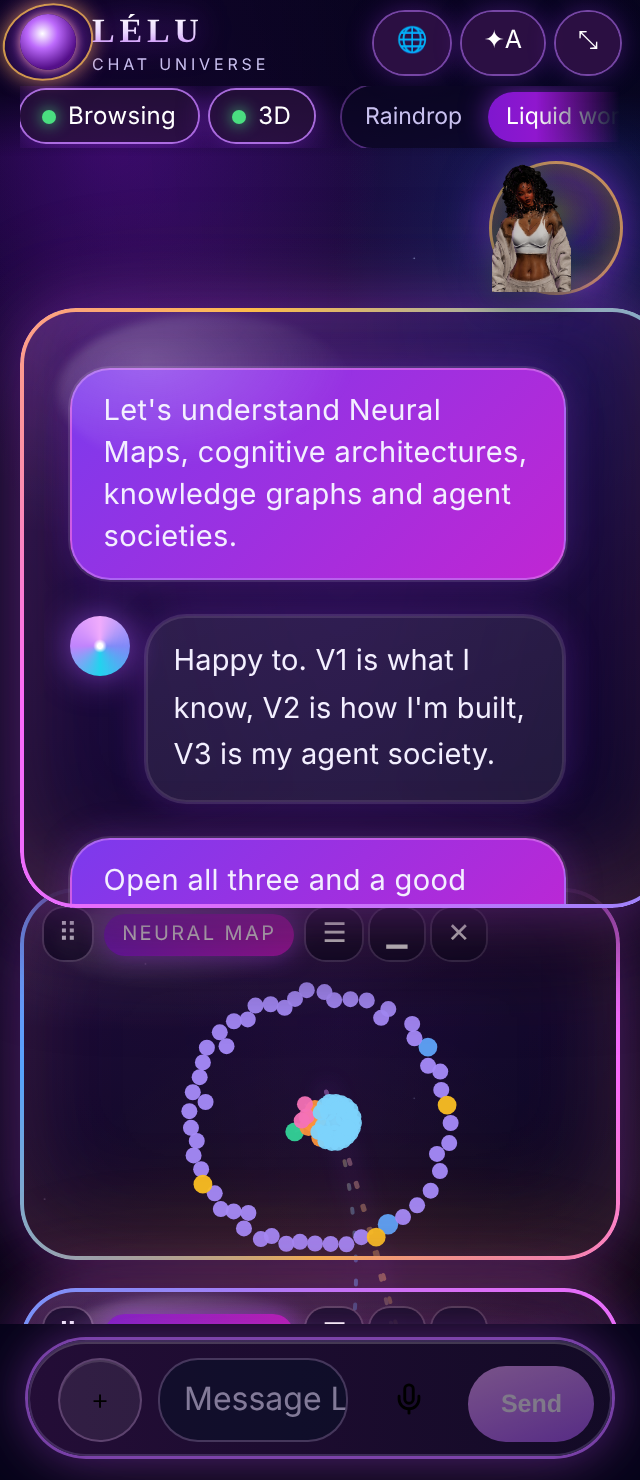 LÉLU
CHAT UNIVERSE
✦A
Browsing
3D
Raindrop
Liquid wor
Let's understand Neural
Maps, cognitive architectures,
knowledge graphs and agent
societies.
Happy to. V1 is what I
know, V2 is how I'm built,
V3 is my agent society.
Open all three and a good
NEURAL MAP
Message L
Send